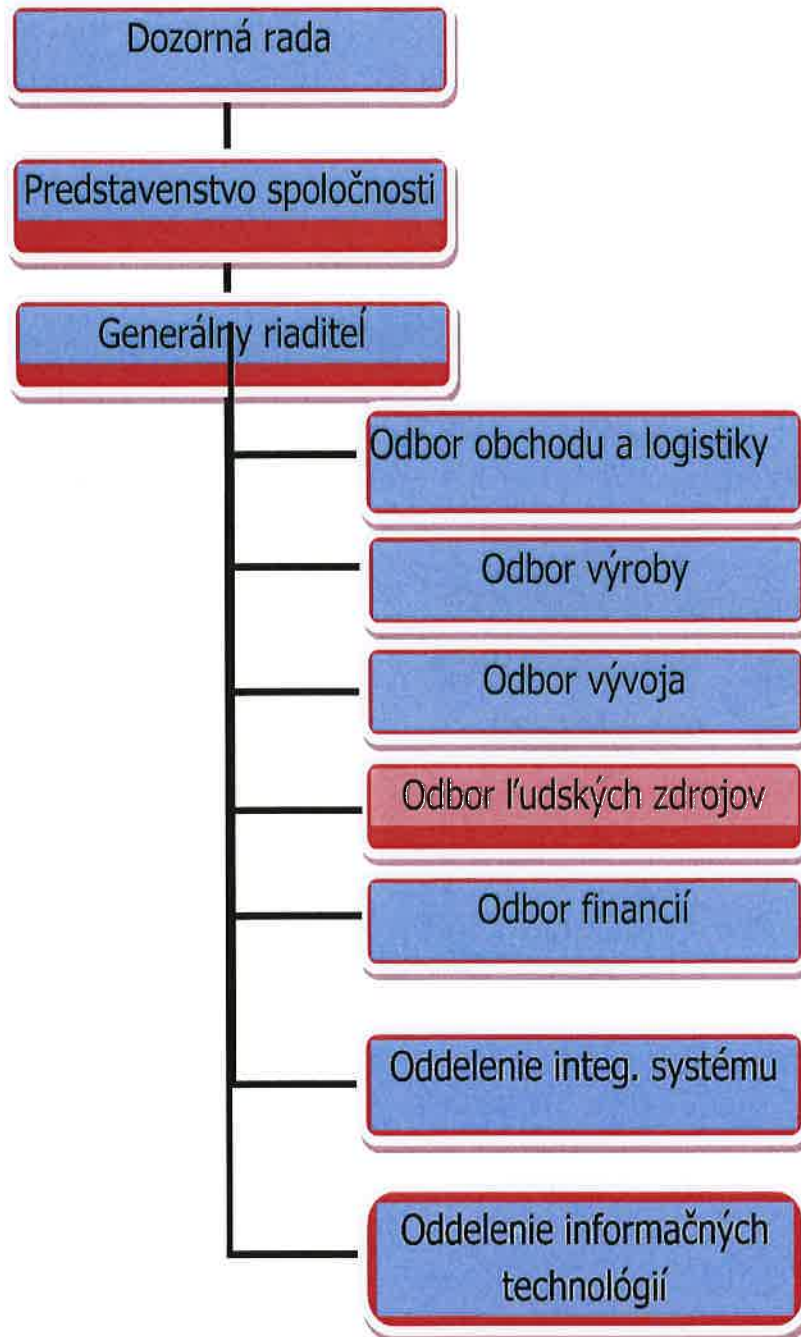 Dozorná rada
Predstavenstvo spoločnosti
Generálny riaditeĺ
Odbor obchodu a logistiky
Odbor výroby
Odbor vývoja
Odbor ľudských zdrojov
Odbor financií
Oddelenie integ. systému
Oddelenie informačných
technológií